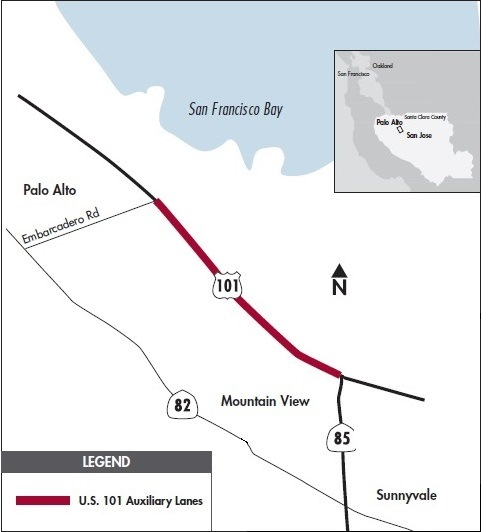 Oakland
San Francisco
Santa Clara County
Palo Alto
San Jose
San Francisco Bay
Palo Alto
Embarcadero Rd
101
N
82
Mountain View
85
Sunnyvale
LEGEND
U.S. 101 Auxiliary Lanes